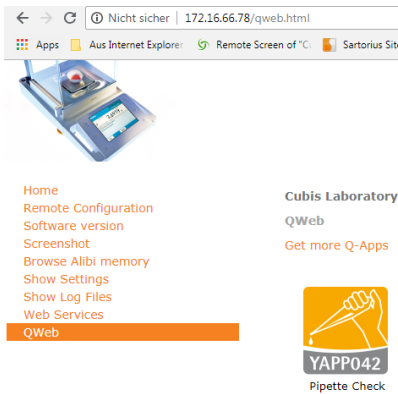 Nicht sicher | 172.16.66.78/qweb.html
Apps Aus Internet Explorer Remote Screen of "C Sartorius Sit
Home
Remote Configuration
Software version
Screenshot
Browse Alibi memory
Show Settings
Show Log Files
Web Services
QWeb
Cubis Laboratory
QWeb
Get more Q-Apps
YAPP042
Pipette Check